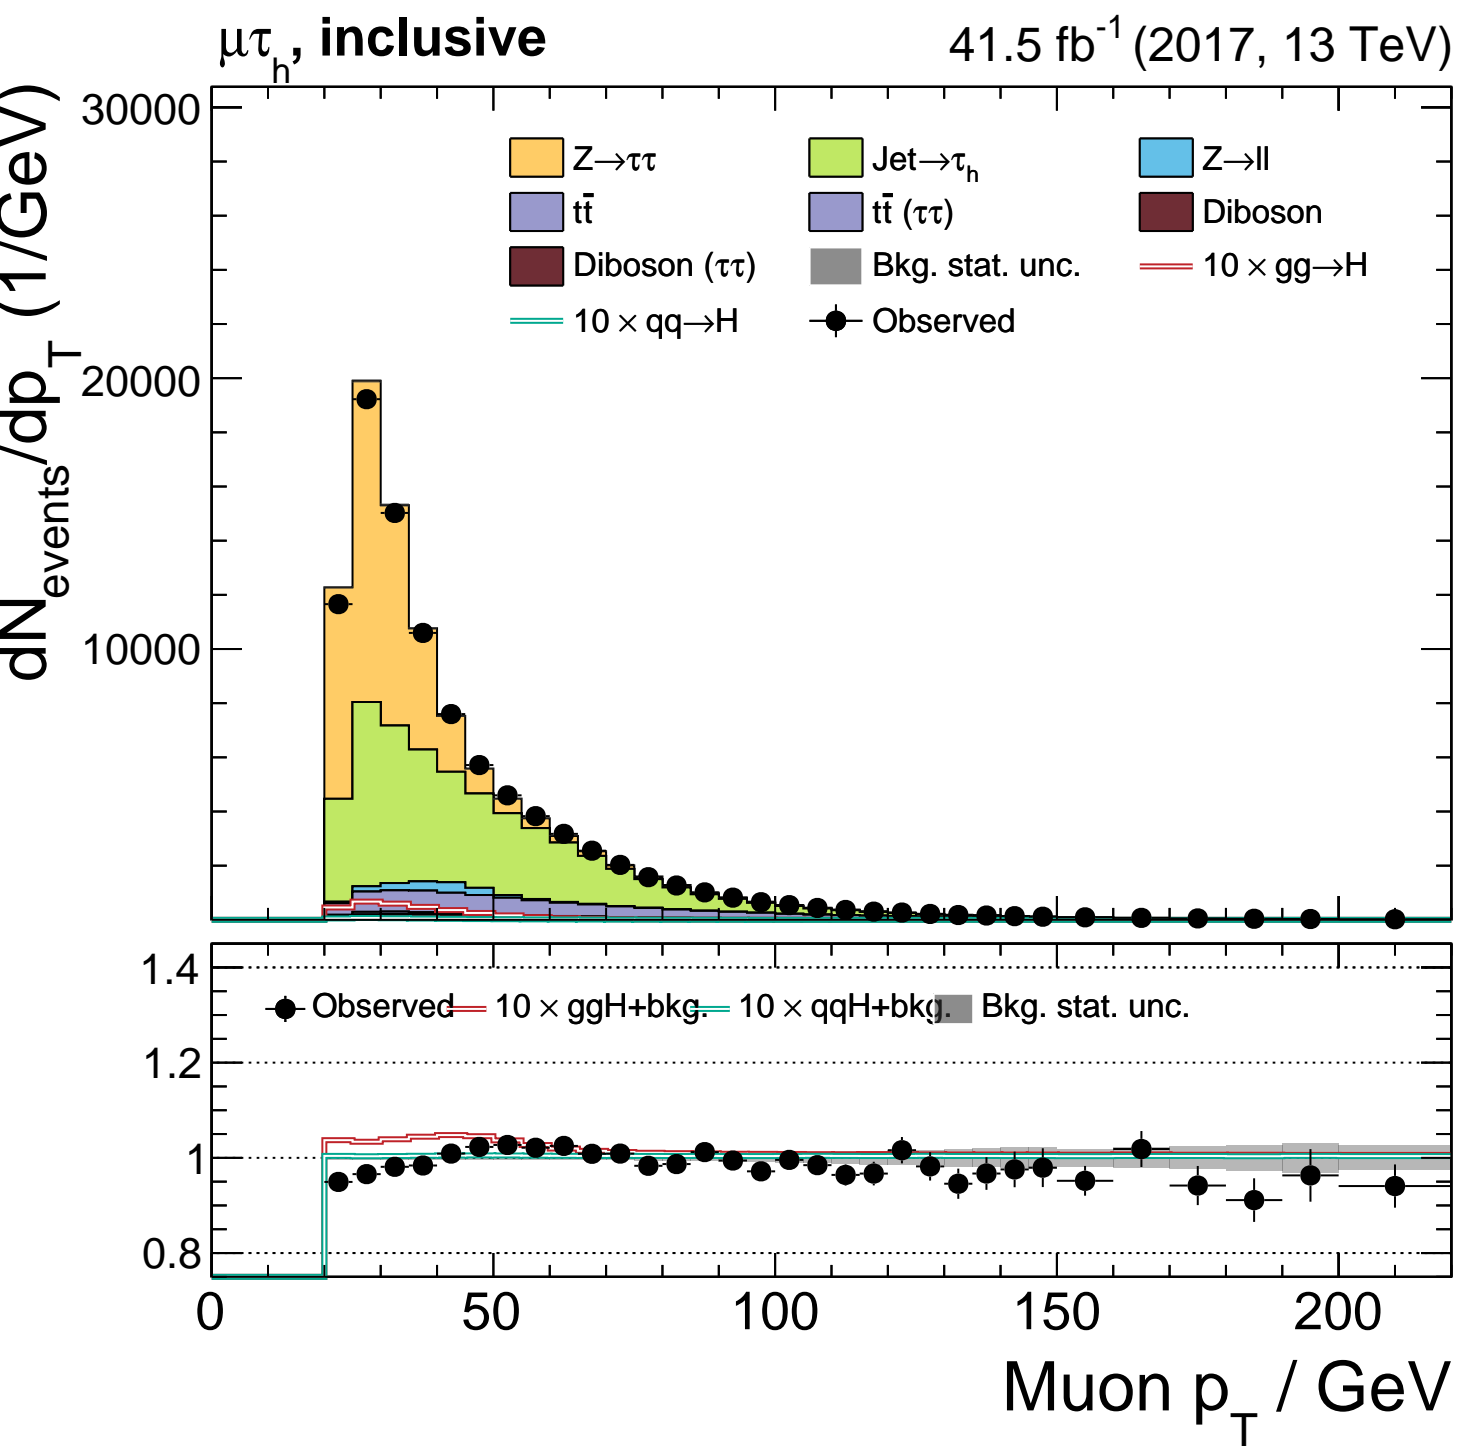 μτh, inclusive 41.5 fb-1 (2017, 13 TeV)
dNevents/dpT (1/GeV)
30000
20000
10000
Z→ττ Jet→τh Z→ll
tt̄ tt̄ (ττ) Diboson
Diboson (ττ) Bkg. stat. unc. 10 × gg→H
10 × qq→H Observed
1.4
1.2
1
0.8
Observed 10 × ggH+bkg. 10 × qqH+bkg. Bkg. stat. unc.
0 50 100 150 200
Muon pT / GeV